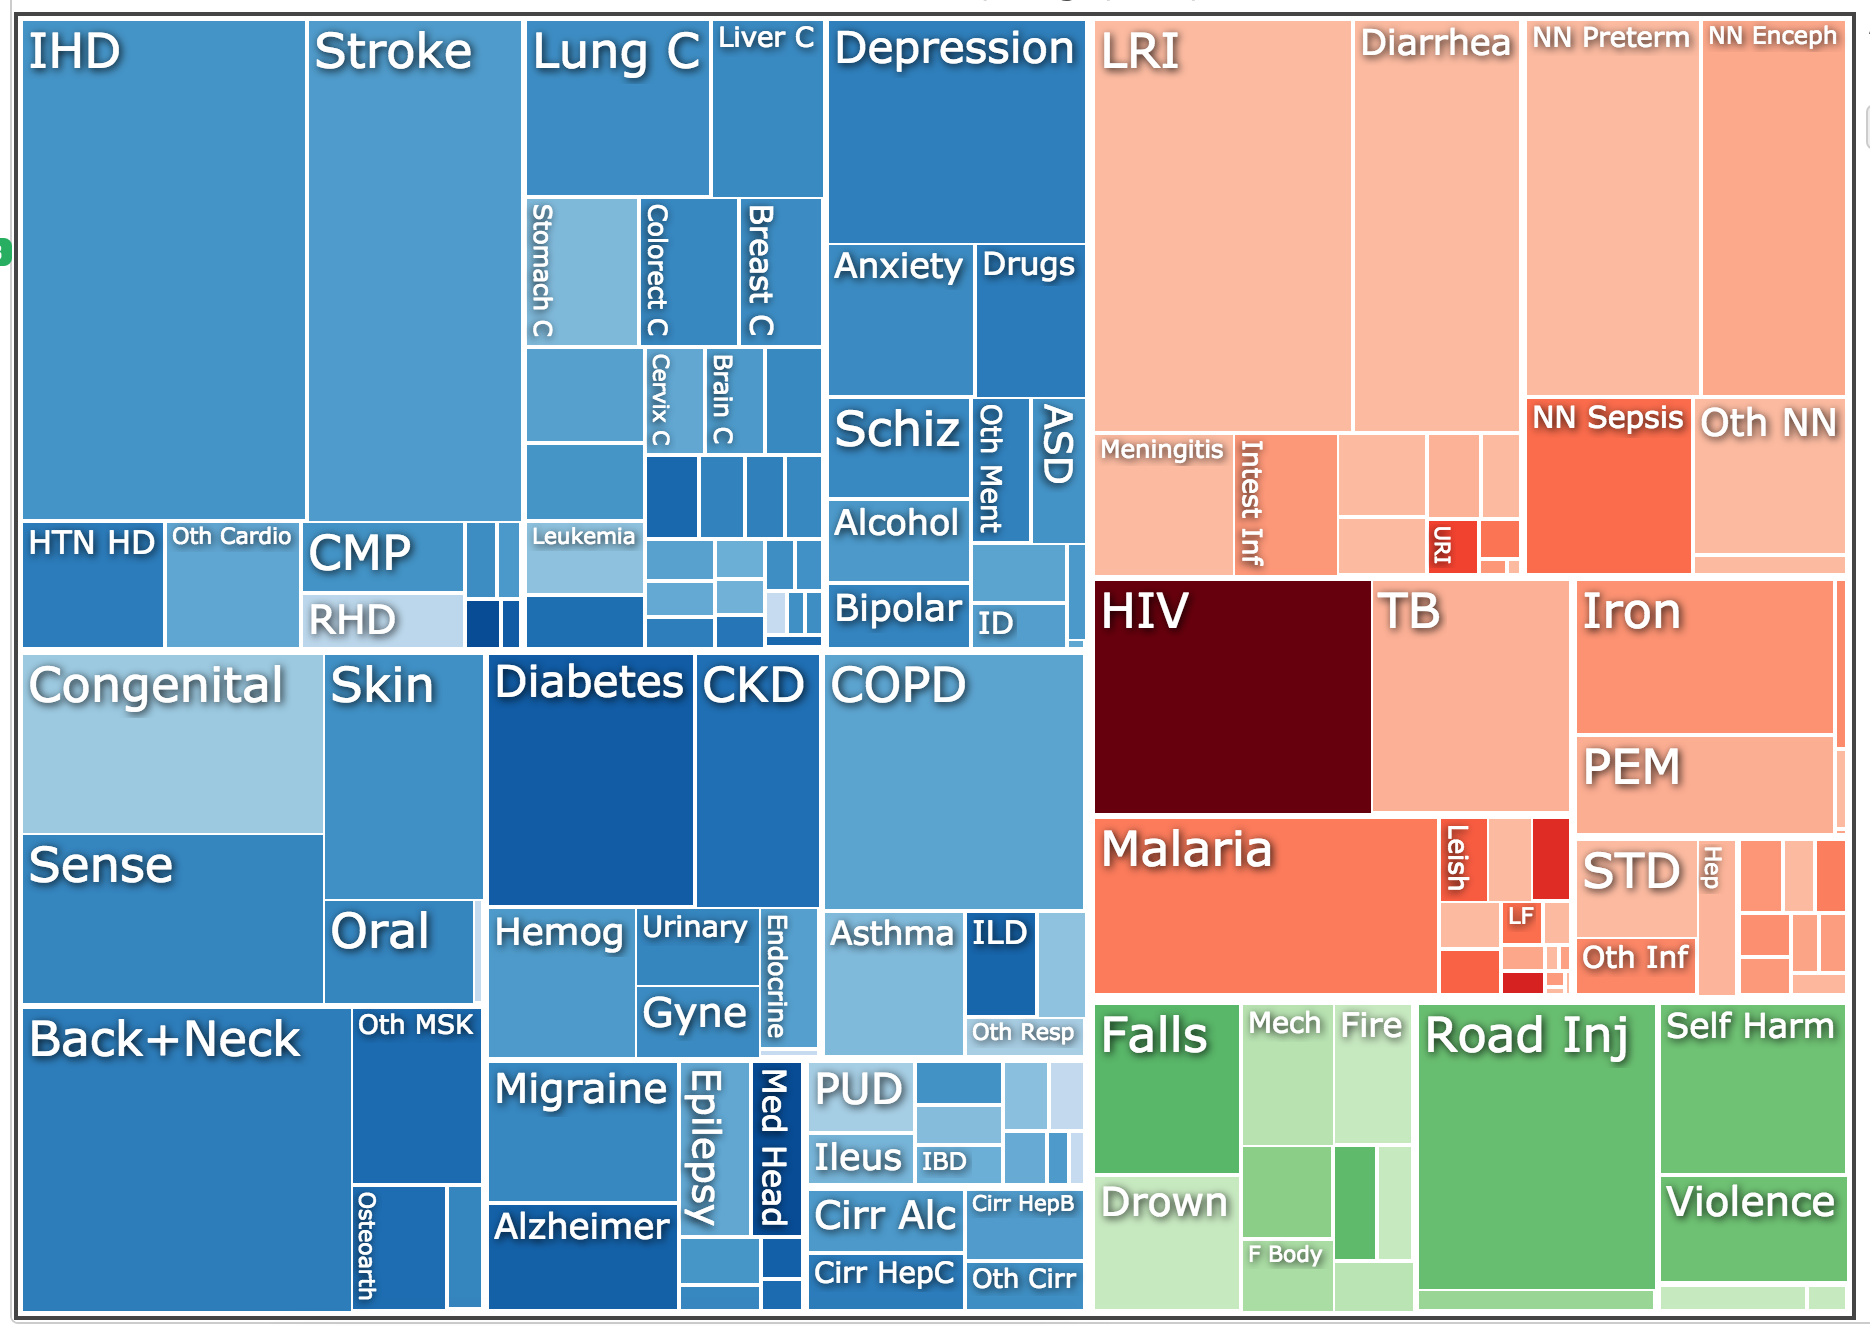 IHD
Stroke
HTN HD
Oth Cardio
CMP
RHD
Lung C
Liver C
Stomach C
Colorect C
Breast C
Cervix C
Brain C
Leukemia
Depression
Anxiety
Drugs
Schiz
Oth Ment
ASD
Alcohol
Bipolar
ID
Congenital
Skin
Sense
Oral
Diabetes
CKD
Hemog
Urinary
Gyne
Endocrine
COPD
Asthma
ILD
Oth Resp
Back+Neck
Oth MSK
Osteoarth
Migraine
Alzheimer
Epilepsy
Med Head
PUD
Ileus
IBD
Cirr Alc
Cirr HepB
Cirr HepC
Oth Cirr
LRI
Diarrhea
Meningitis
Intest Inf
URI
NN Preterm
NN Enceph
NN Sepsis
Oth NN
HIV
TB
Malaria
Leish
LF
Iron
PEM
STD
Hep
Oth Inf
Falls
Drown
Mech
Fire
F Body
Road Inj
Self Harm
Violence